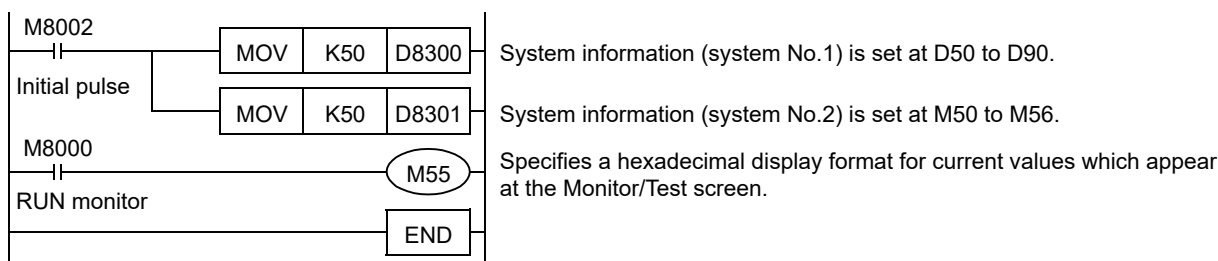 M8002
MOV K50 D8300 System information (system No.1) is set at D50 to D90.
Initial pulse
MOV K50 D8301 System information (system No.2) is set at M50 to M56.
M8000
M55 Specifies a hexadecimal display format for current values which appear
at the Monitor/Test screen.
RUN monitor
END